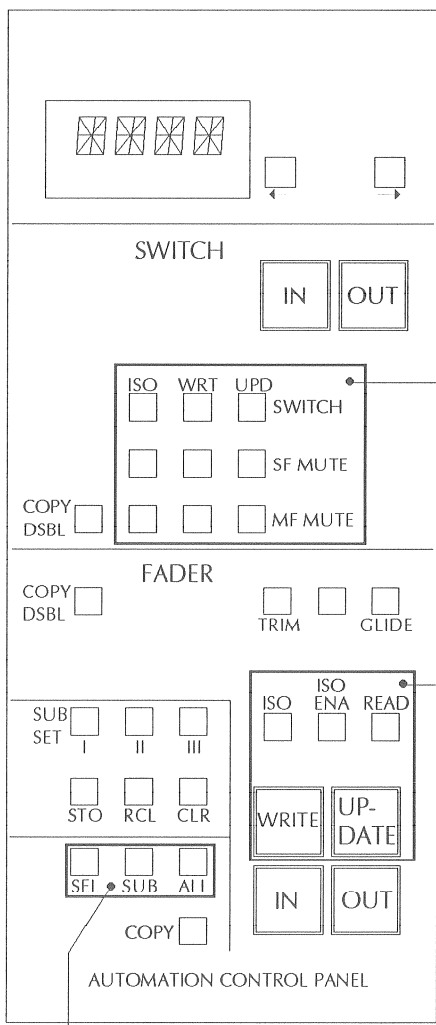 SWITCH
IN OUT
ISO WRT UPD
SWITCH
SF MUTE
COPY
DSBL
MF MUTE
FADER
COPY
DSBL
TRIM GLIDE
ISO
ISO ENA READ
SUB
SET
I II III
STO RCL CLR
WRITE
UP-
DATE
SEL SUB ALL
IN OUT
COPY
AUTOMATION CONTROL PANEL